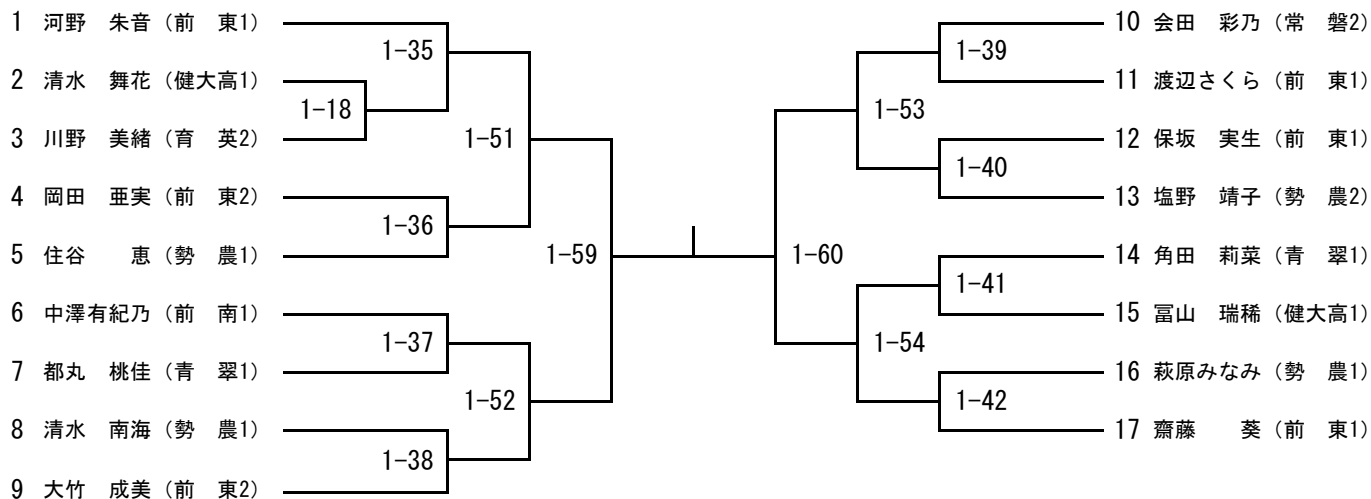 1 河野　朱音（前　東1）
2 清水　舞花（健大高1）
3 川野　美緒（育　英2）
4 岡田　亜実（前　東2）
5 住谷　　恵（勢　農1）
6 中澤有紀乃（前　南1）
7 都丸　桃佳（青　翠1）
8 清水　南海（勢　農1）
9 大竹　成美（前　東2）
1-18
1-35
1-36
1-37
1-38
1-51
1-52
1-59
1-60
1-53
1-54
1-39
1-40
1-41
1-42
10 会田　彩乃（常　磐2）
11 渡辺さくら（前　東1）
12 保坂　実生（前　東1）
13 塩野　靖子（勢　農2）
14 角田　莉菜（青　翠1）
15 冨山　瑞稀（健大高1）
16 萩原みなみ（勢　農1）
17 齋藤　　葵（前　東1）